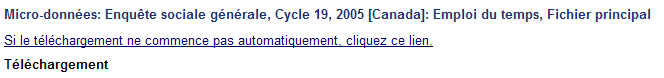 Micro-données: Enquête sociale générale, Cycle 19, 2005 [Canada]: Emploi du temps, Fichier principal
Si le téléchargement ne commence pas automatiquement, cliquez ce lien.
Téléchargement